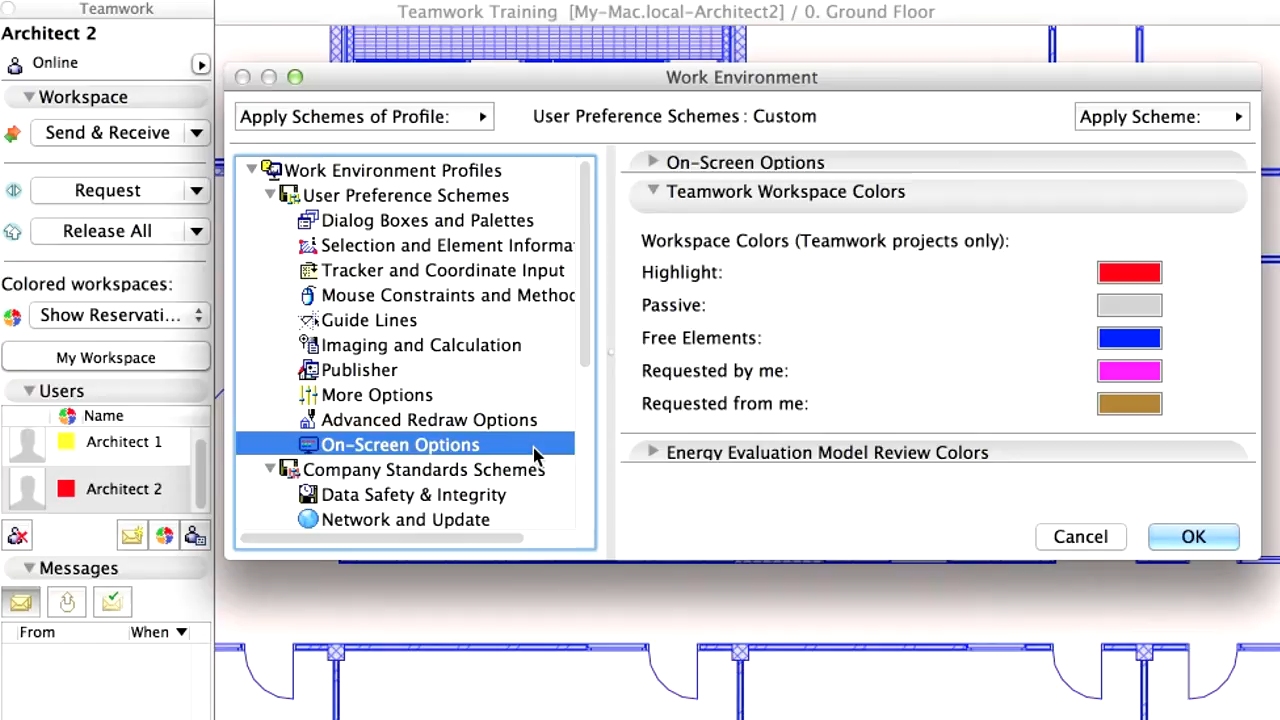 Teamwork
Teamwork Training [My-Mac.local-Architect2] / 0. Ground Floor
Architect 2
Online
Workspace
Send & Receive
Request
Release All
Colored workspaces:
Show Reservati...
My Workspace
Users
Name
Architect 1
Architect 2
Messages
From
When
Work Environment
Apply Schemes of Profile:
User Preference Schemes : Custom
Apply Scheme:
Work Environment Profiles
User Preference Schemes
Dialog Boxes and Palettes
Selection and Element Informa
Tracker and Coordinate Input
Mouse Constraints and Method
Guide Lines
Imaging and Calculation
Publisher
More Options
Advanced Redraw Options
On-Screen Options
Company Standards Schemes
Data Safety & Integrity
Network and Update
On-Screen Options
Teamwork Workspace Colors
Workspace Colors (Teamwork projects only):
Highlight:
Passive:
Free Elements:
Requested by me:
Requested from me:
Energy Evaluation Model Review Colors
Cancel
OK